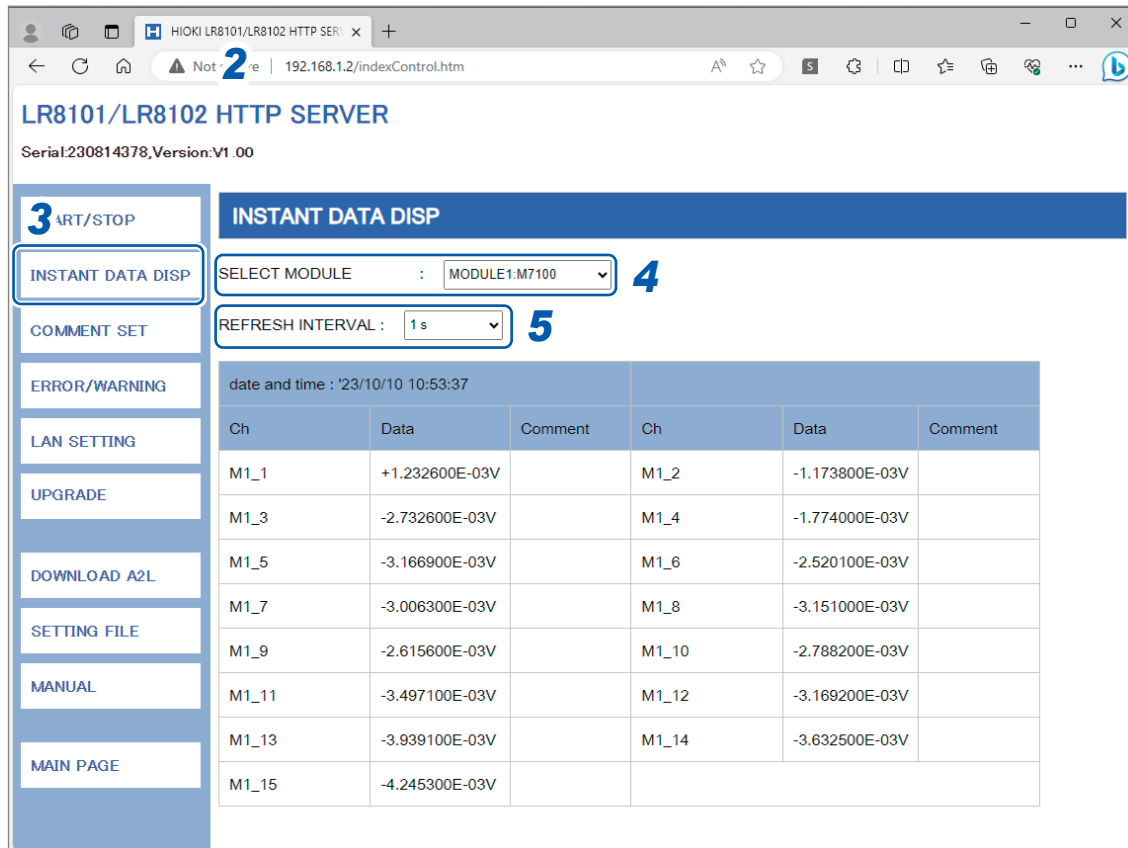 HIOKI LR8101/LR8102 HTTP SER
2
Not
192.168.1.2/indexControl.htm
LR8101/LR8102 HTTP SERVER
Serial:230814378,Version:V1.00
3
ART/STOP
INSTANT DATA DISP
COMMENT SET
ERROR/WARNING
LAN SETTING
UPGRADE
DOWNLOAD A2L
SETTING FILE
MANUAL
MAIN PAGE
INSTANT DATA DISP
SELECT MODULE : MODULE1:M7100
4
REFRESH INTERVAL : 1 s
5
date and time : '23/10/10 10:53:37
Ch Data Comment Ch Data Comment
M1_1 +1.232600E-03V M1_2 -1.173800E-03V
M1_3 -2.732600E-03V M1_4 -1.774000E-03V
M1_5 -3.166900E-03V M1_6 -2.520100E-03V
M1_7 -3.006300E-03V M1_8 -3.151000E-03V
M1_9 -2.615600E-03V M1_10 -2.788200E-03V
M1_11 -3.497100E-03V M1_12 -3.169200E-03V
M1_13 -3.939100E-03V M1_14 -3.632500E-03V
M1_15 -4.245300E-03V